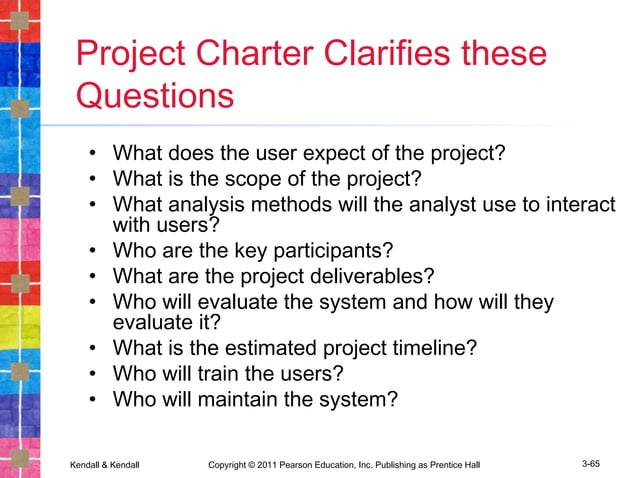 Project Charter Clarifies these
Questions
• What does the user expect of the project?
• What is the scope of the project?
• What analysis methods will the analyst use to interact
with users?
• Who are the key participants?
• What are the project deliverables?
• Who will evaluate the system and how will they
evaluate it?
• What is the estimated project timeline?
• Who will train the users?
• Who will maintain the system?
Kendall & Kendall Copyright © 2011 Pearson Education, Inc. Publishing as Prentice Hall 3-65